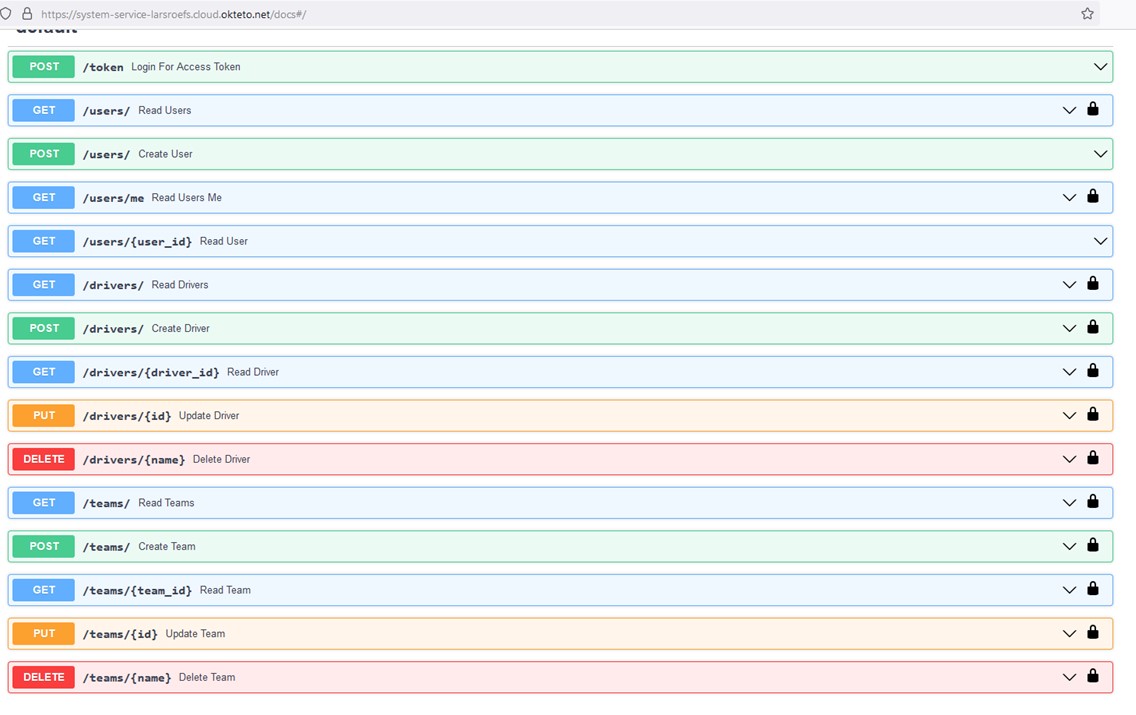 https://system-service-larsroefs.cloud.okteto.net/docs#/
default
POST /token Login For Access Token
GET /users/ Read Users
POST /users/ Create User
GET /users/me Read Users Me
GET /users/{user_id} Read User
GET /drivers/ Read Drivers
POST /drivers/ Create Driver
GET /drivers/{driver_id} Read Driver
PUT /drivers/{id} Update Driver
DELETE /drivers/{name} Delete Driver
GET /teams/ Read Teams
POST /teams/ Create Team
GET /teams/{team_id} Read Team
PUT /teams/{id} Update Team
DELETE /teams/{name} Delete Team